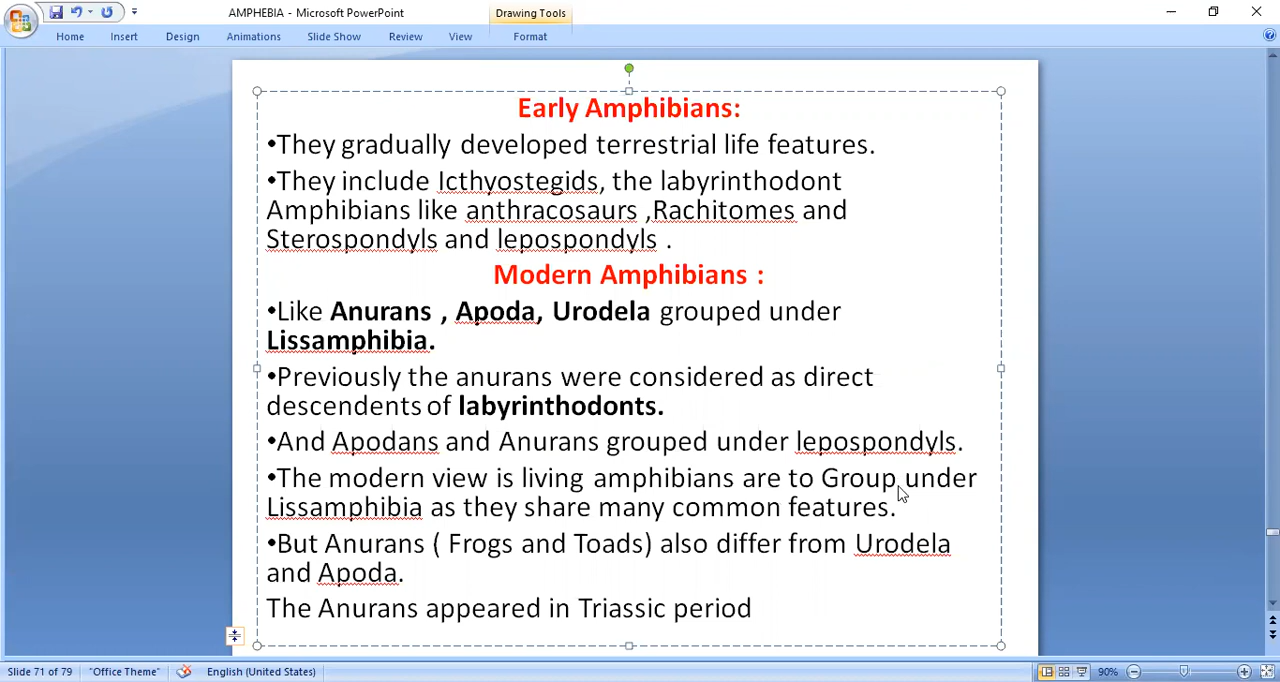 AMPHEBIA - Microsoft PowerPoint
Drawing Tools
Home Insert Design Animations Slide Show Review View Format
Early Amphibians:
•They gradually developed terrestrial life features.
•They include Icthyostegids, the labyrinthodont
Amphibians like anthracosaurs ,Rachitomes and
Sterospondyls and lepospondyls .
Modern Amphibians :
•Like Anurans , Apoda, Urodela grouped under
Lissamphibia.
•Previously the anurans were considered as direct
descendents of labyrinthodonts.
•And Apodans and Anurans grouped under lepospondyls.
•The modern view is living amphibians are to Group under
Lissamphibia as they share many common features.
•But Anurans ( Frogs and Toads) also differ from Urodela
and Apoda.
The Anurans appeared in Triassic period
Slide 71 of 79 "Office Theme" English (United States) 90%